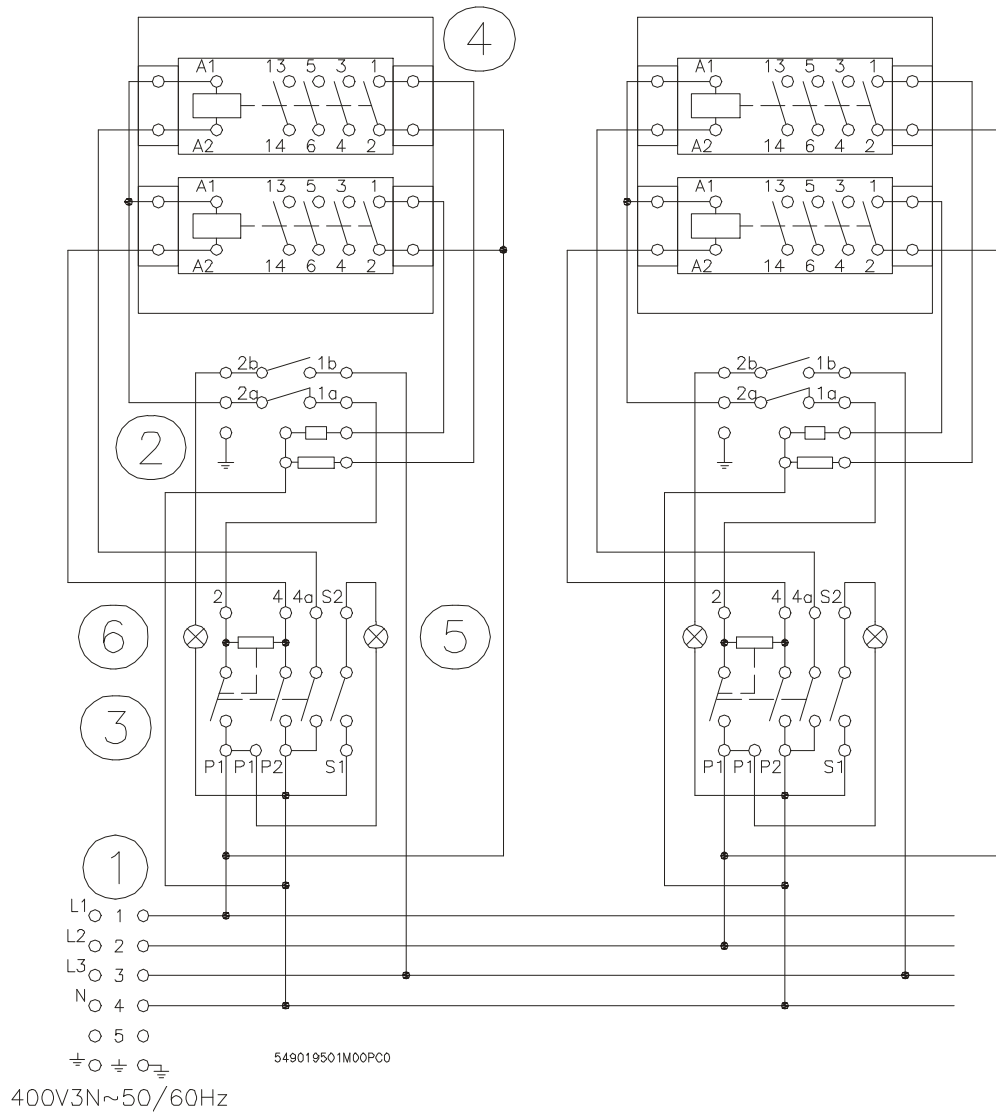 4
A1 13 5 3 1 A1 13 5 3 1
A2 14 6 4 2 A2 14 6 4 2
A1 13 5 3 1 A1 13 5 3 1
A2 14 6 4 2 A2 14 6 4 2
2b 1b 2b 1b
2a 1a 2a 1a
2
2 4 4a S2 2 4 4a S2
6 5
3
P1 P1 P2 S1 P1 P1 P2 S1
1
L1 1
L2 2
L3 3
N 4
5
549019501M00PC0
400V3N~50/60Hz